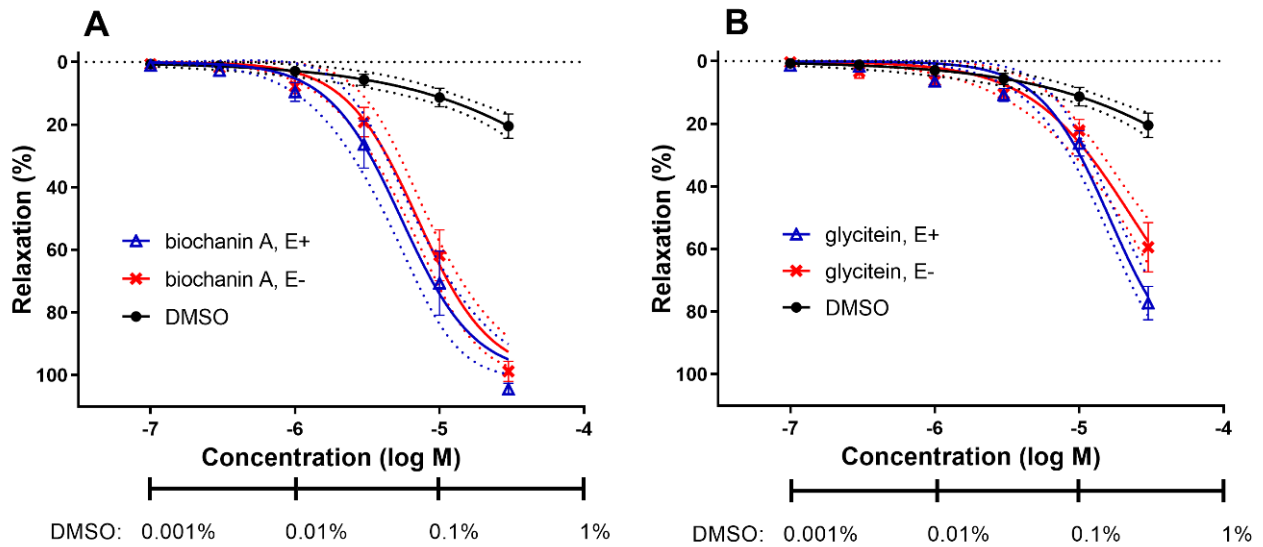 A
0
20
40
60
80
100
Relaxation (%)
biochanin A, E+
biochanin A, E-
DMSO
-7 -6 -5 -4
Concentration (log M)
DMSO: 0.001% 0.01% 0.1% 1%
B
0
20
40
60
80
100
Relaxation (%)
glycitein, E+
glycitein, E-
DMSO
-7 -6 -5 -4
Concentration (log M)
DMSO: 0.001% 0.01% 0.1% 1%